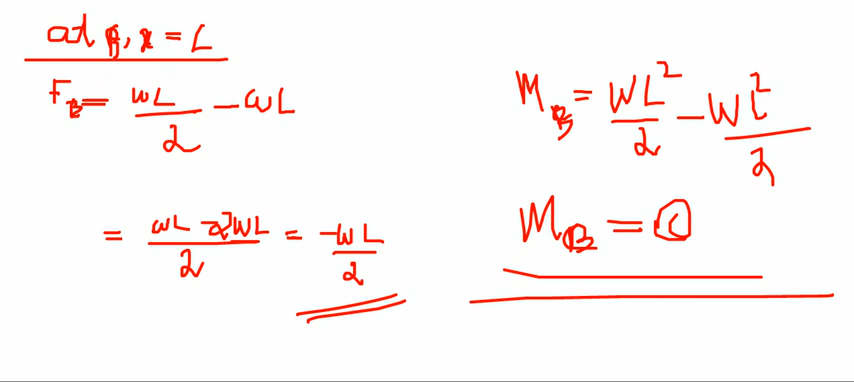 at B, x = L
F_B = wL/2 - wL
= (wL - 2wL)/2 = -wL/2
M_B = WL²/2 - WL²/2
M_B = 0